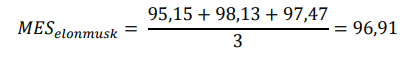 MES_elonmusk = (95,15 + 98,13 + 97,47) / 3 = 96,91